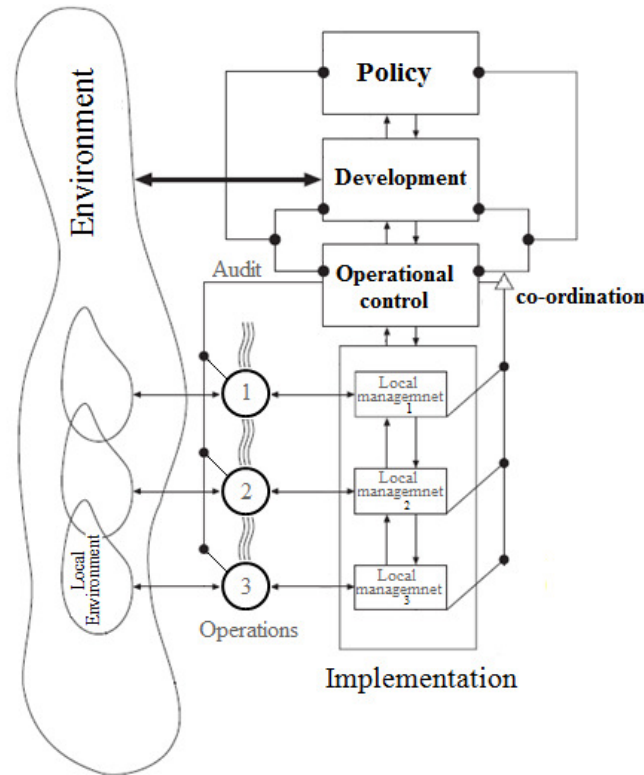 Policy
Environment
Development
Audit
Operational
control
co-ordination
1
Local
managemnet
1
2
Local
managemnet
2
Local
Environment
3
Local
managemnet
3
Operations
Implementation